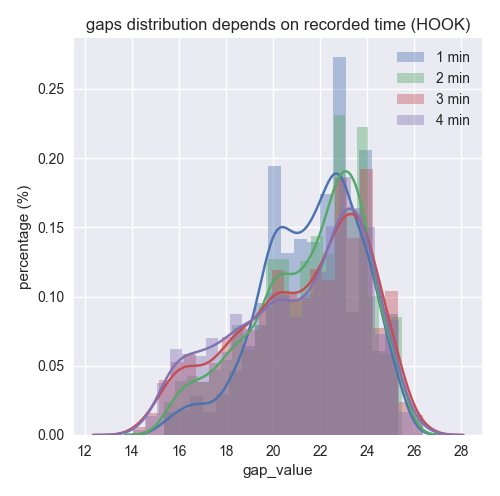 gaps distribution depends on recorded time (HOOK)
1 min
2 min
3 min
4 min
percentage (%)
0.25
0.20
0.15
0.10
0.05
0.00
12 14 16 18 20 22 24 26 28
gap_value